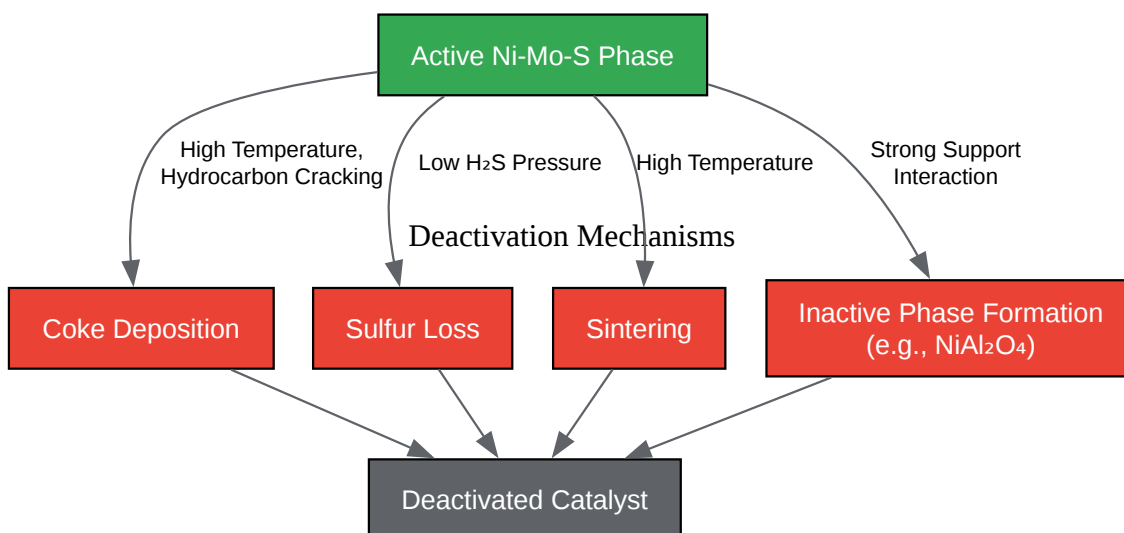 Active Ni-Mo-S Phase
High Temperature,
Hydrocarbon Cracking
Low H₂S Pressure
High Temperature
Strong Support
Interaction
Deactivation Mechanisms
Coke Deposition
Sulfur Loss
Sintering
Inactive Phase Formation
(e.g., NiAl₂O₄)
Deactivated Catalyst